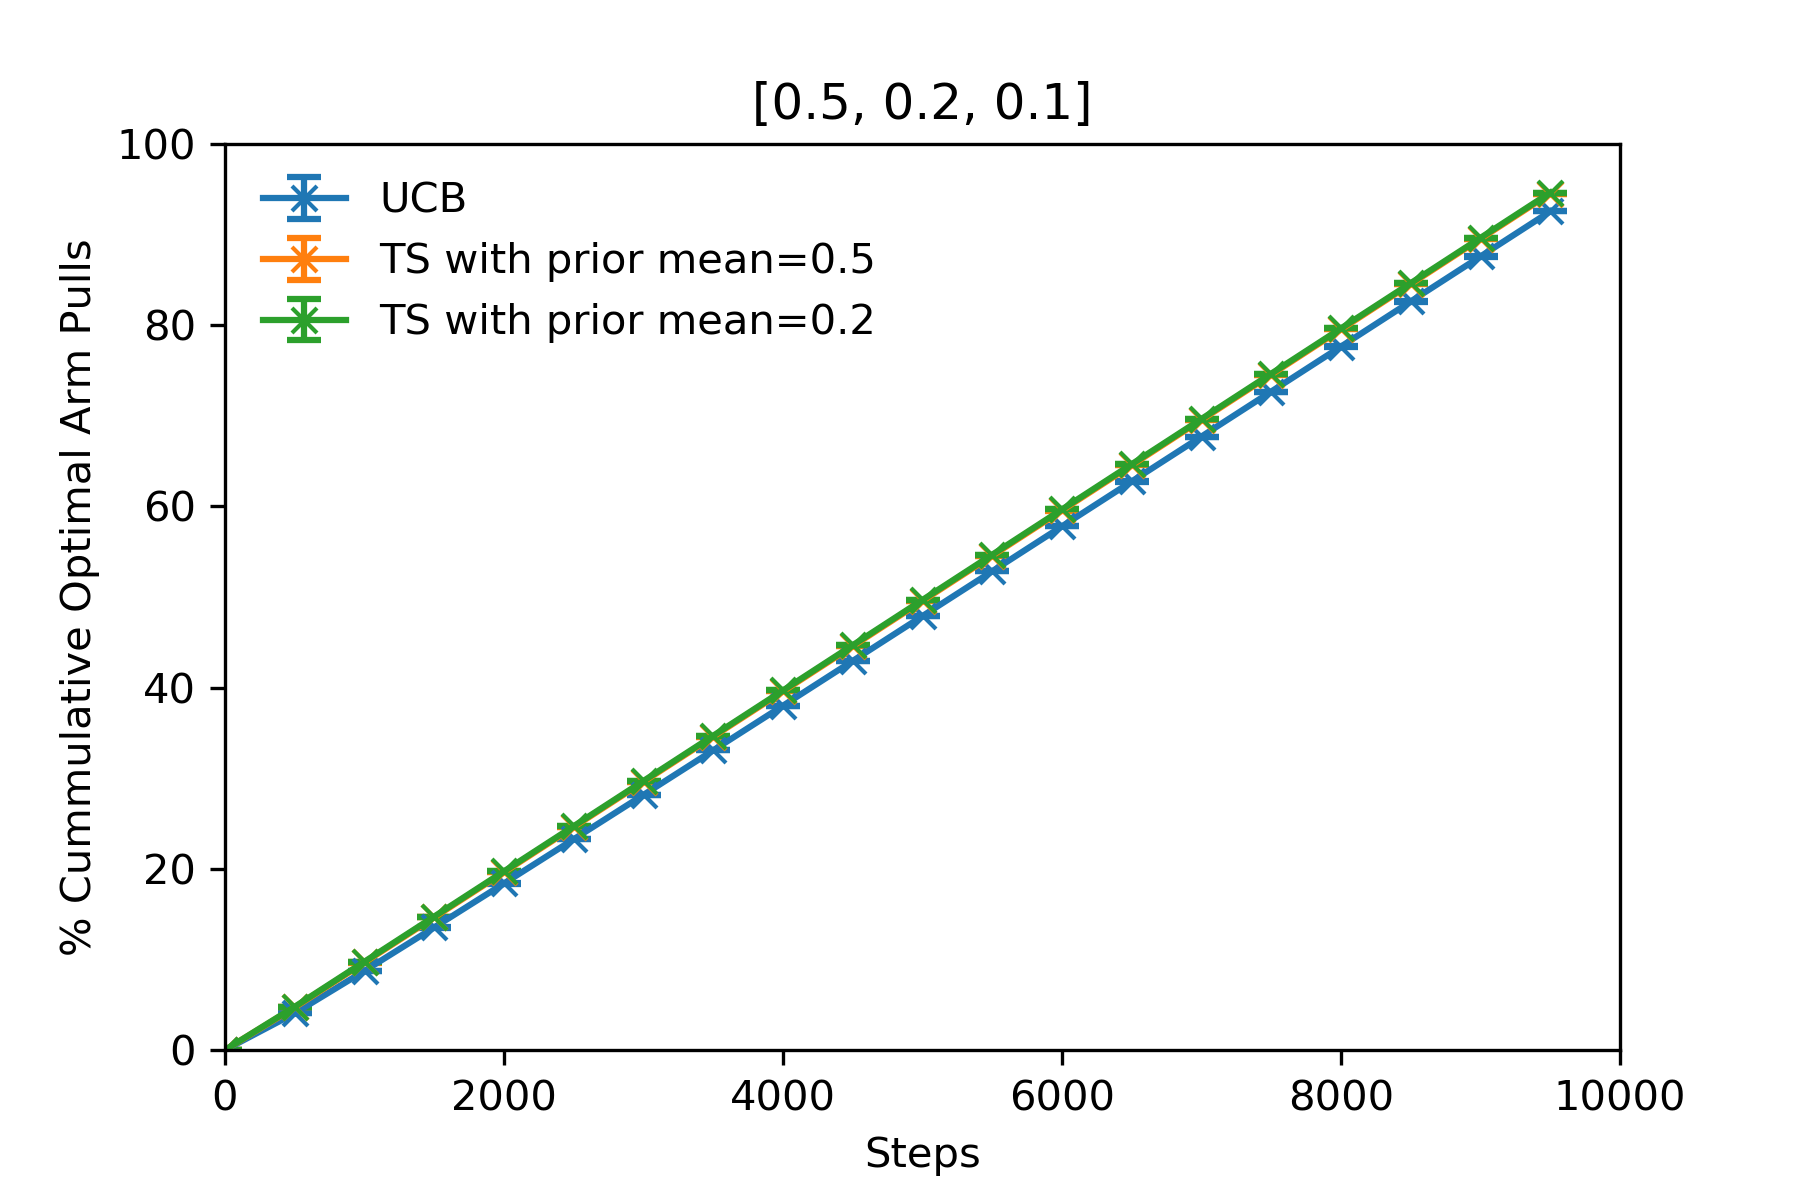 [0.5, 0.2, 0.1]
% Cummulative Optimal Arm Pulls
100
80
60
40
20
0
UCB
TS with prior mean=0.5
TS with prior mean=0.2
0 2000 4000 6000 8000 10000
Steps